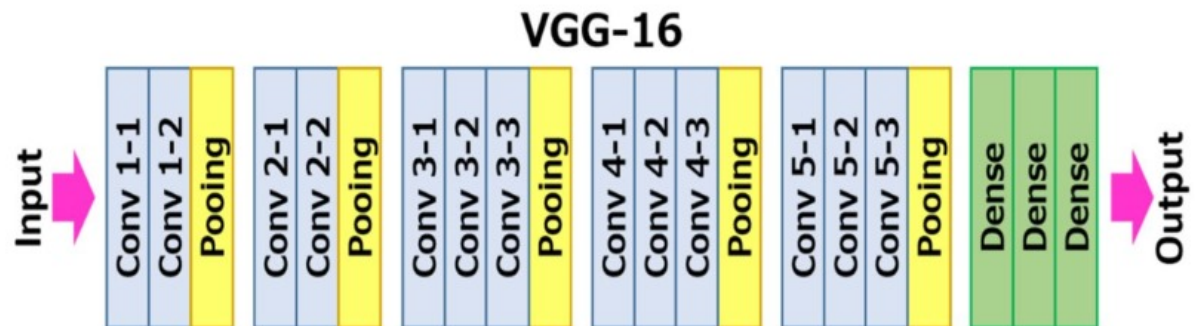 VGG-16
Input
Conv 1-1
Conv 1-2
Pooing
Conv 2-1
Conv 2-2
Pooing
Conv 3-1
Conv 3-2
Conv 3-3
Pooing
Conv 4-1
Conv 4-2
Conv 4-3
Pooing
Conv 5-1
Conv 5-2
Conv 5-3
Pooing
Dense
Dense
Dense
Output